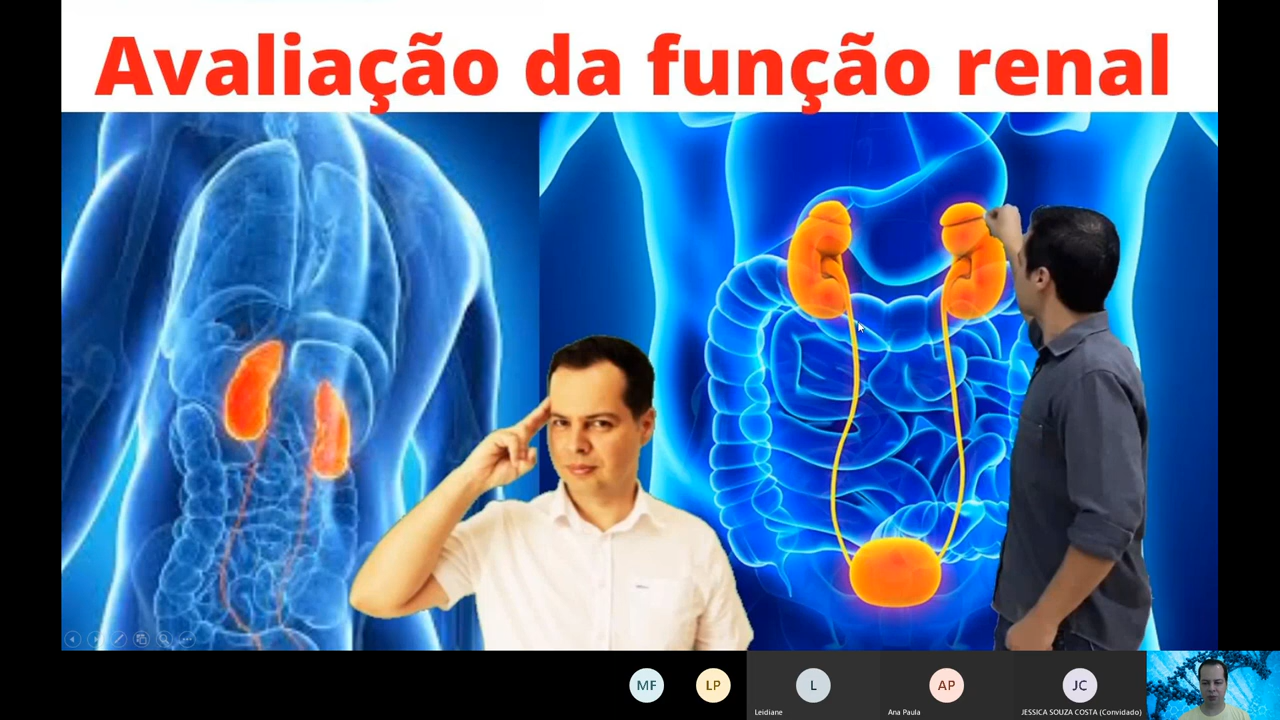 Avaliação da função renal
MF
LP
L
AP
JC
Leidiane
Ana Paula
JESSICA SOUZA COSTA (Convidado)